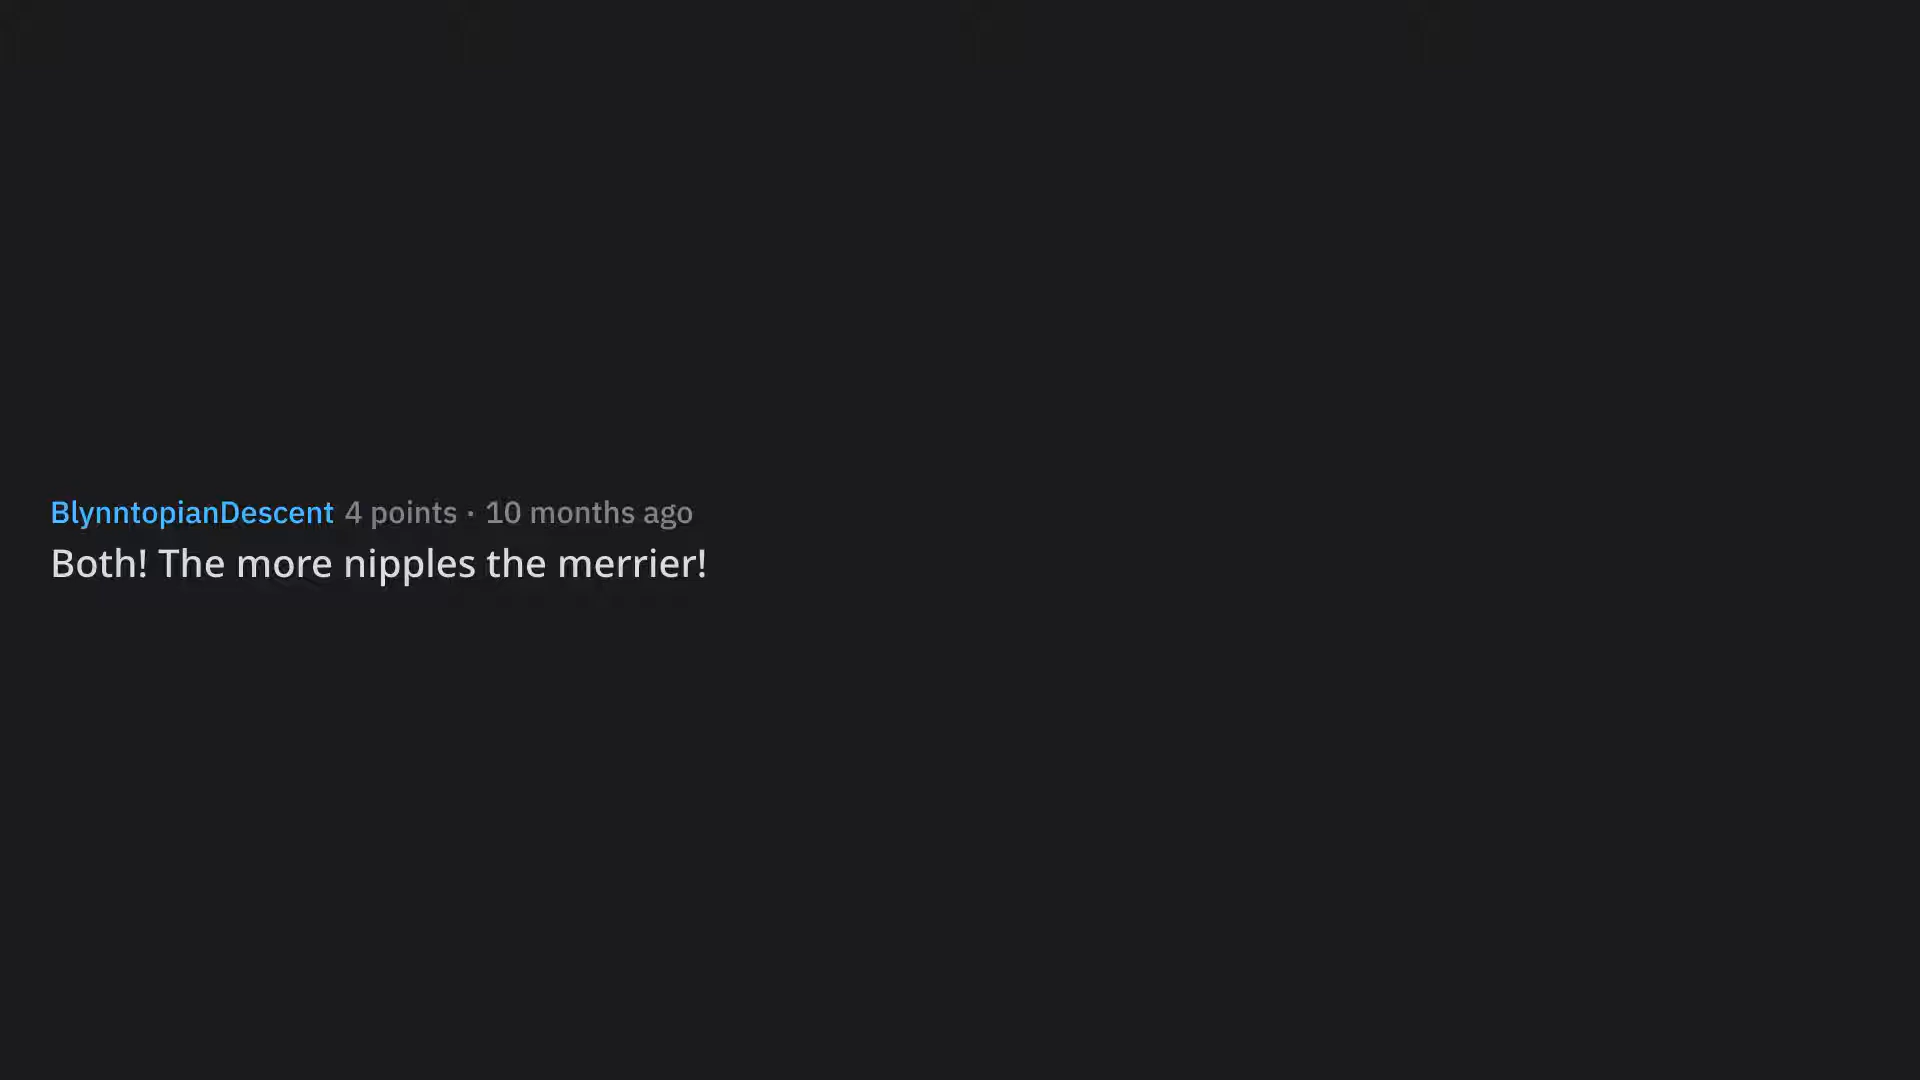 BlynntopianDescent 4 points · 10 months ago
Both! The more nipples the merrier!